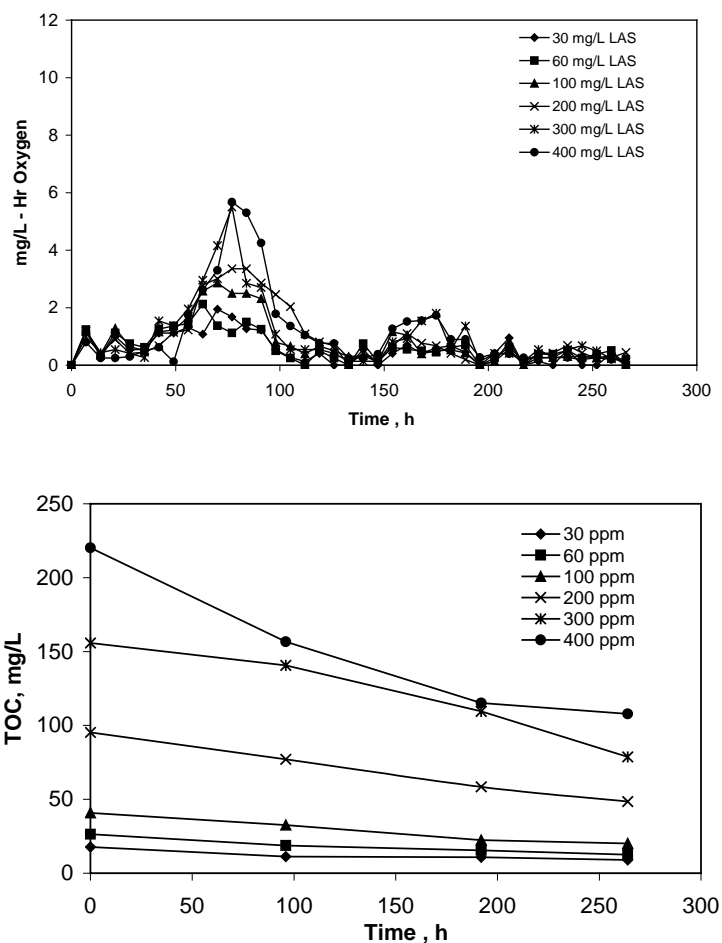 mg/L - Hr Oxygen
12
10
8
6
4
2
0
0
50
100
150
200
250
300
Time , h
30 mg/L LAS
60 mg/L LAS
100 mg/L LAS
200 mg/L LAS
300 mg/L LAS
400 mg/L LAS
TOC, mg/L
250
200
150
100
50
0
0
50
100
150
200
250
300
Time , h
30 ppm
60 ppm
100 ppm
200 ppm
300 ppm
400 ppm